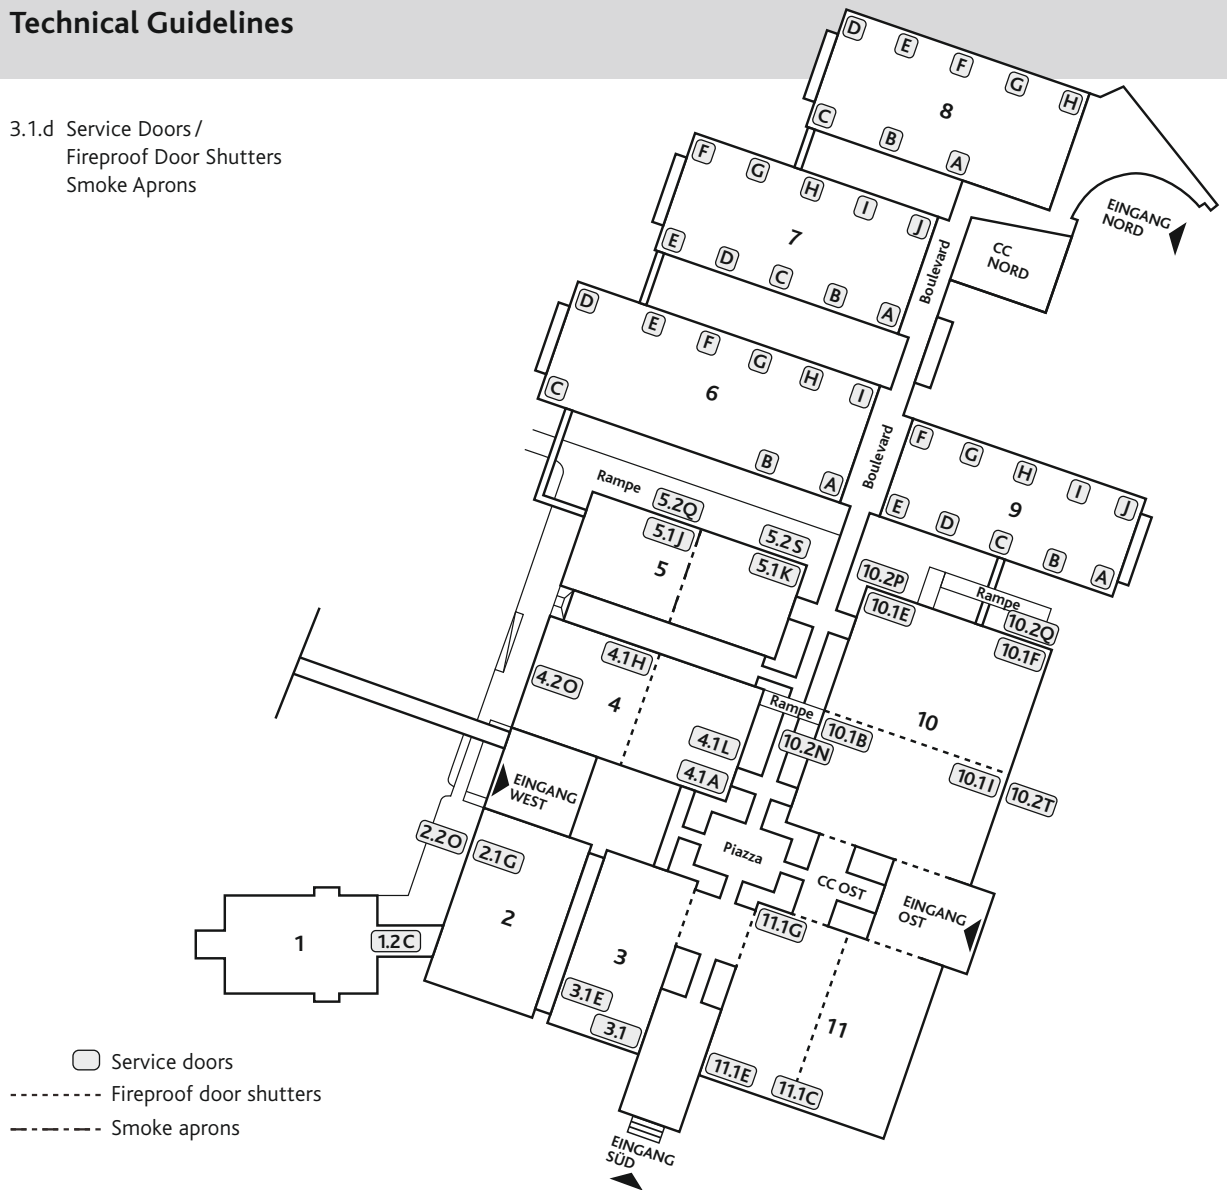 Technical Guidelines
3.1.d Service Doors /
Fireproof Door Shutters
Smoke Aprons
D
E
F
G
H
8
C
B
A
F
G
H
I
J
7
E
D
C
B
A
EINGANG
NORD
CC
NORD
Boulevard
D
E
F
G
H
I
6
C
B
A
Boulevard
F
G
H
I
J
9
E
D
C
B
A
Rampe
5.2Q
5.1J
5.2S
5.1K
5
10.2P
10.1E
Rampe
10.2Q
10.1F
4.1H
4.2O
4
4.1L
4.1A
Rampe
10.2N
10.1B
10
10.1I
10.2T
EINGANG
WEST
2.2O
2.1G
Piazza
CC OST
EINGANG
OST
1
1.2C
2
3
3.1E
3.1
11.1G
11
11.1E
11.1C
Service doors
Fireproof door shutters
Smoke aprons
EINGANG
SÜD